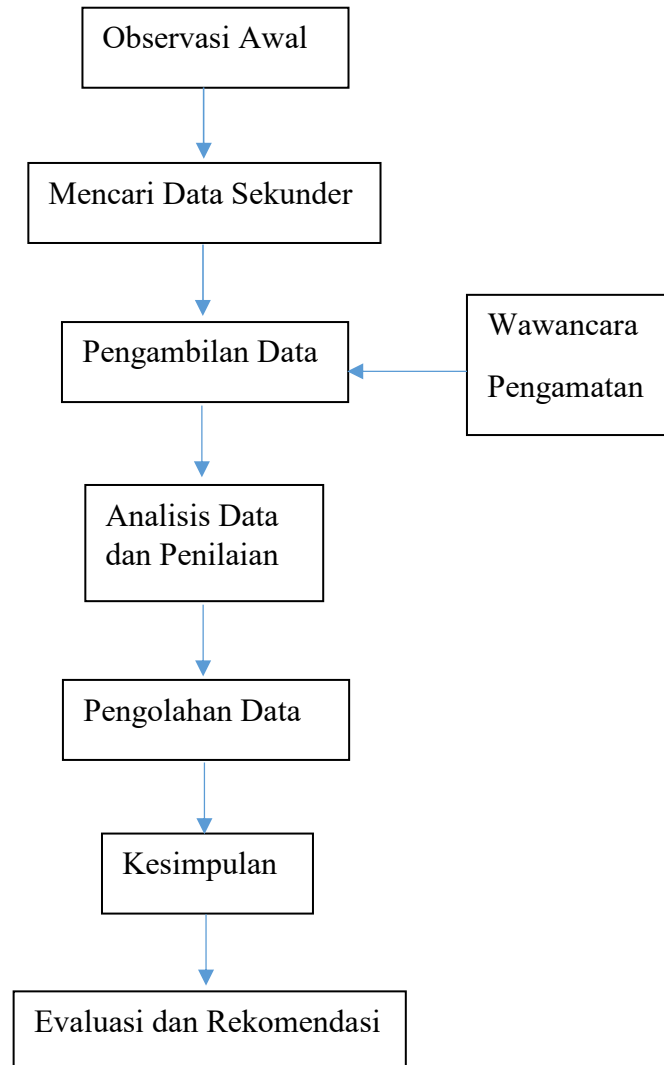 Observasi Awal
Mencari Data Sekunder
Pengambilan Data
Wawancara
Pengamatan
Analisis Data
dan Penilaian
Pengolahan Data
Kesimpulan
Evaluasi dan Rekomendasi